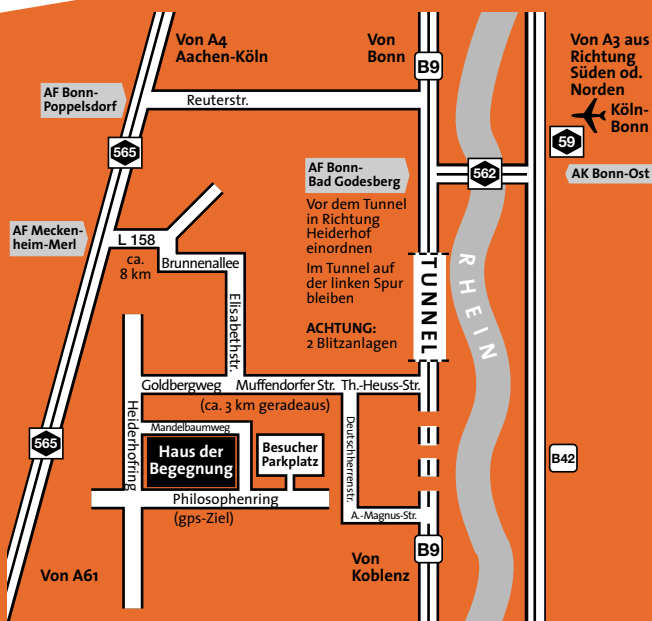 Von A4
Aachen-Köln
Von
Bonn
B9
Von A3 aus
Richtung
Süden od.
Norden
Köln-
Bonn
59
AK Bonn-Ost
AF Bonn-
Poppelsdorf
Reuterstr.
565
AF Bonn-
Bad Godesberg
562
Vor dem Tunnel
in Richtung
Heiderhof
einordnen
Im Tunnel auf
der linken Spur
bleiben
ACHTUNG:
2 Blitzanlagen
TUNNEL
RHEIN
AF Mecken-
heim-Merl
L 158
ca.
8 km
Brunnenallee
Elisabethstr.
Goldbergweg
Muffendorfer Str.
Th.-Heuss-Str.
(ca. 3 km geradeaus)
Heiderhofring
Mandelbaumweg
Haus der
Begegnung
Besucher
Parkplatz
Deutschherrenstr.
565
B42
Philosophenring
(gps-Ziel)
A.-Magnus-Str.
B9
Von
Koblenz
Von A61